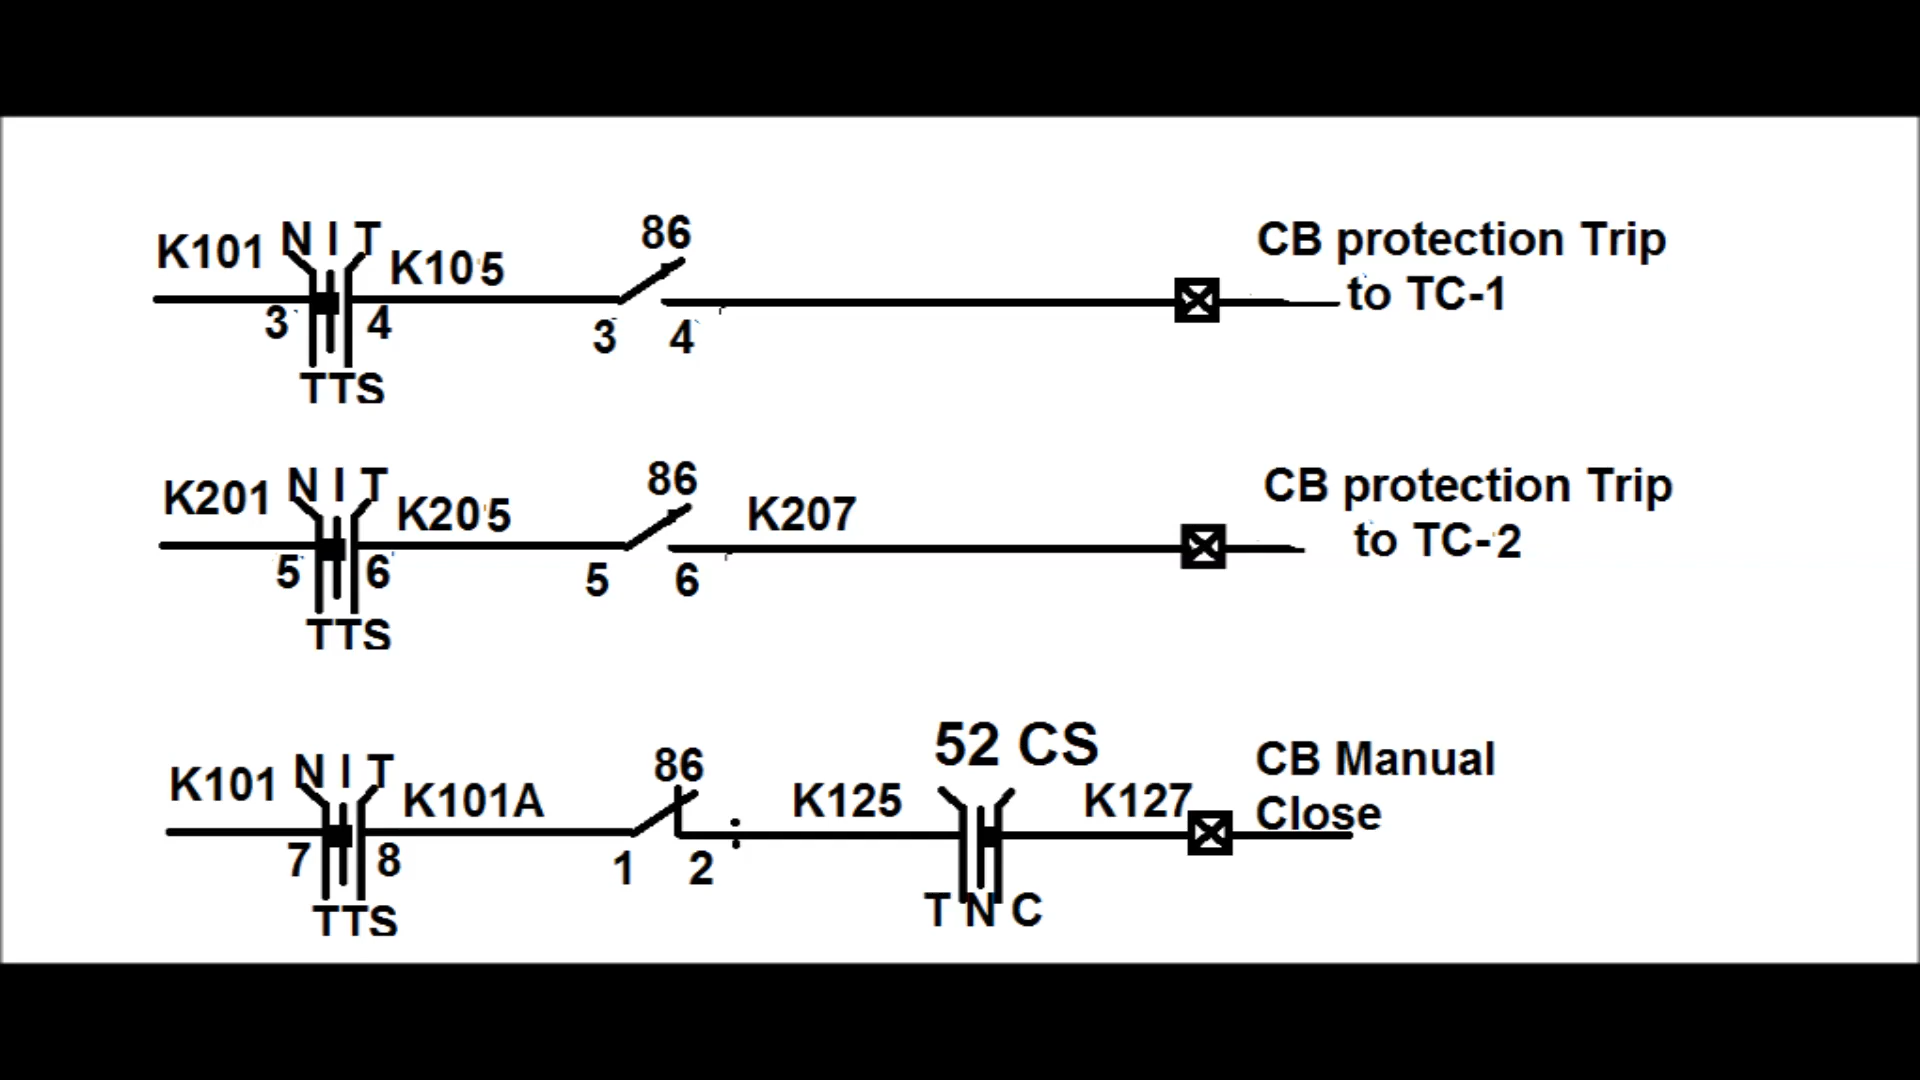 K101 N I T K105 86 CB protection Trip
to TC-1
3 4 3 4
TTS
K201 N I T K205 86 K207 CB protection Trip
to TC-2
5 6 5 6
TTS
52 CS
K101 N I T K101A 86 K125 K127 CB Manual
Close
7 8 1 2
TTS T N C